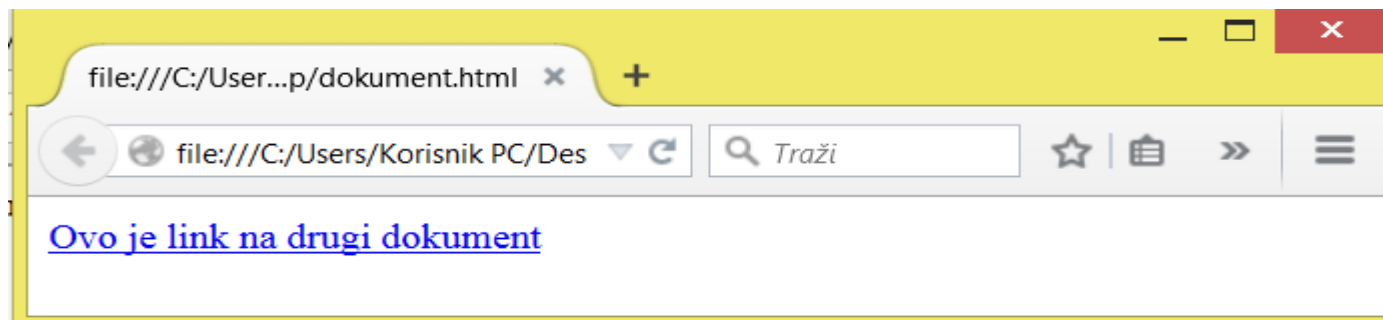 file:///C:/User...p/dokument.html
file:///C:/Users/Korisnik PC/Des
Traži
Ovo je link na drugi dokument